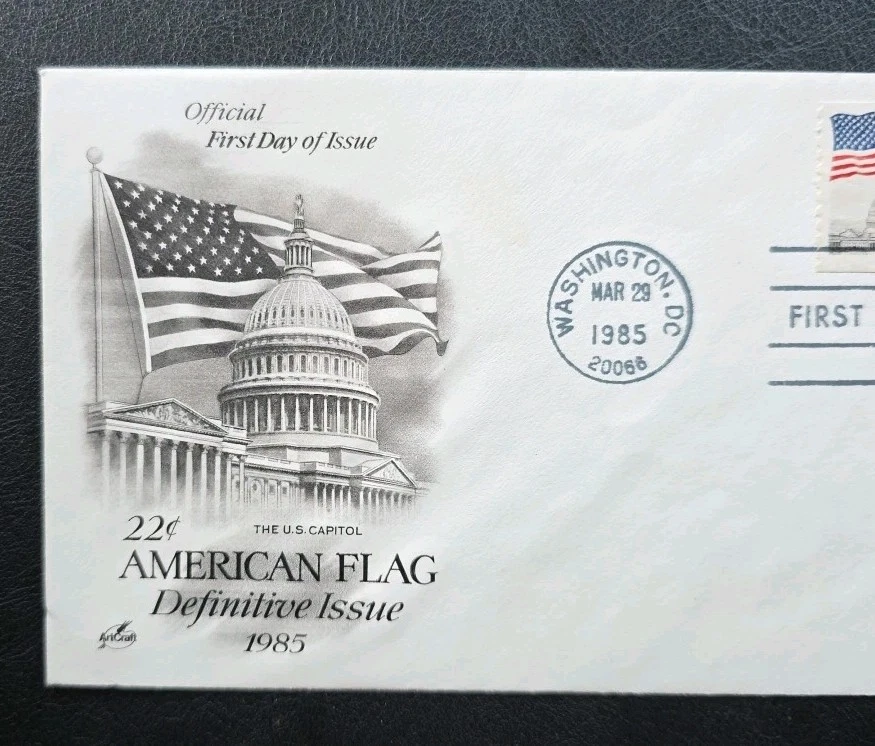 Official
First Day of Issue
WASHINGTON, DC
MAR 29
1985
20066
FIRST
22¢
THE U.S. CAPITOL
AMERICAN FLAG
Definitive Issue
1985
ArtCraft